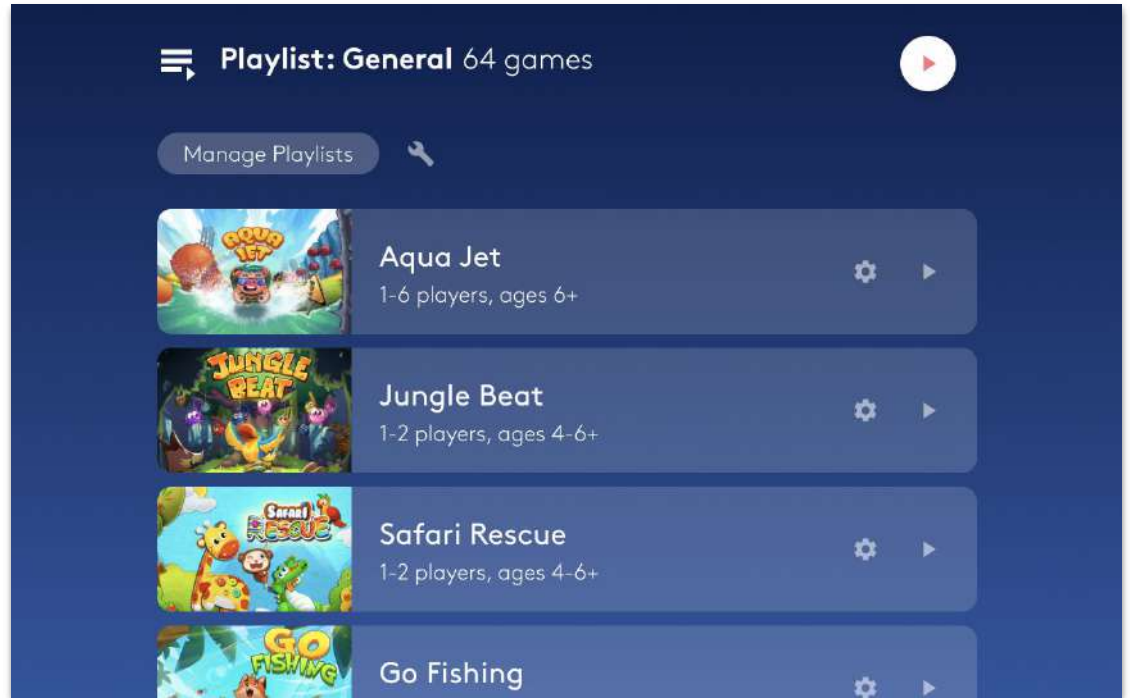 Playlist: General 64 games
Manage Playlists
AQUA
JET
Aqua Jet
1-6 players, ages 6+
JUNGLE
BEAT
Jungle Beat
1-2 players, ages 4-6+
SAFARI
RESCUE
Safari Rescue
1-2 players, ages 4-6+
GO
FISHING
Go Fishing